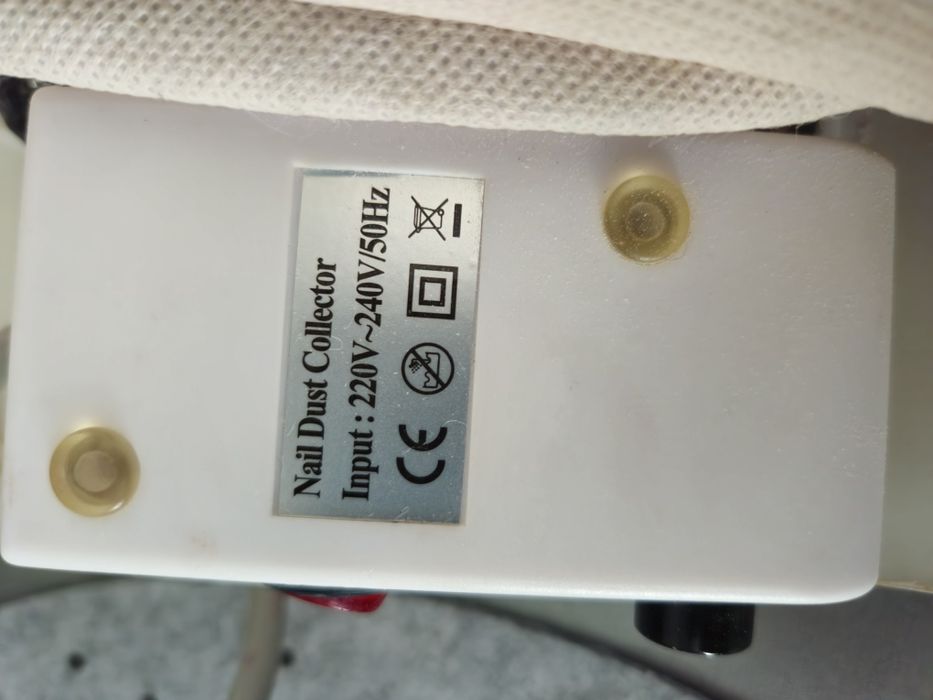 Nail Dust Collector
Input : 220V~240V/50Hz
CE